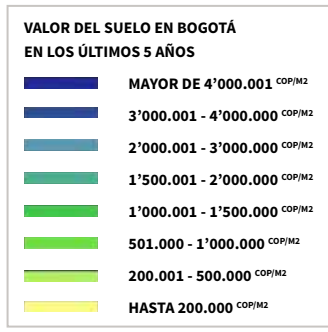 VALOR DEL SUELO EN BOGOTÁ
EN LOS ÚLTIMOS 5 AÑOS
MAYOR DE 4’000.001 COP/M2
3’000.001 - 4’000.000 COP/M2
2’000.001 - 3’000.000 COP/M2
1’500.001 - 2’000.000 COP/M2
1’000.001 - 1’500.000 COP/M2
501.000 - 1’000.000 COP/M2
200.001 - 500.000 COP/M2
HASTA 200.000 COP/M2